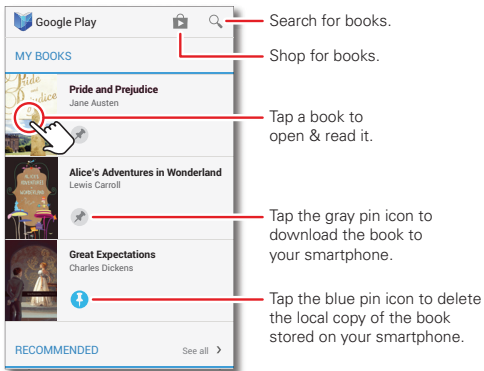 Google Play
Search for books.
Shop for books.
MY BOOKS
Pride and Prejudice
Jane Austen
Tap a book to
open & read it.
Alice's Adventures in Wonderland
Lewis Carroll
Tap the gray pin icon to
download the book to
your smartphone.
Great Expectations
Charles Dickens
Tap the blue pin icon to delete
the local copy of the book
stored on your smartphone.
RECOMMENDED
See all